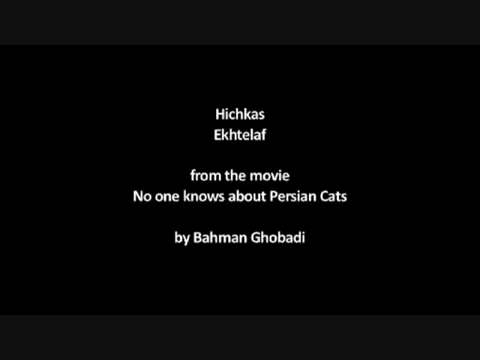 Hichkas
Ekhtelaf
from the movie
No one knows about Persian Cats
by Bahman Ghobadi